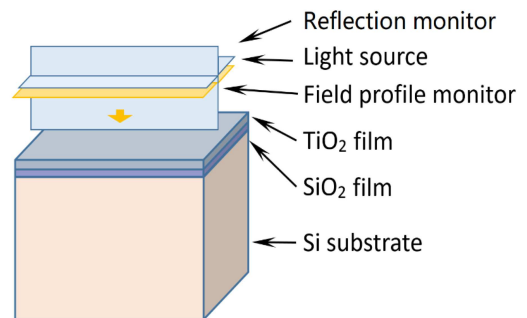 Reflection monitor
Light source
Field profile monitor
TiO₂ film
SiO₂ film
Si substrate